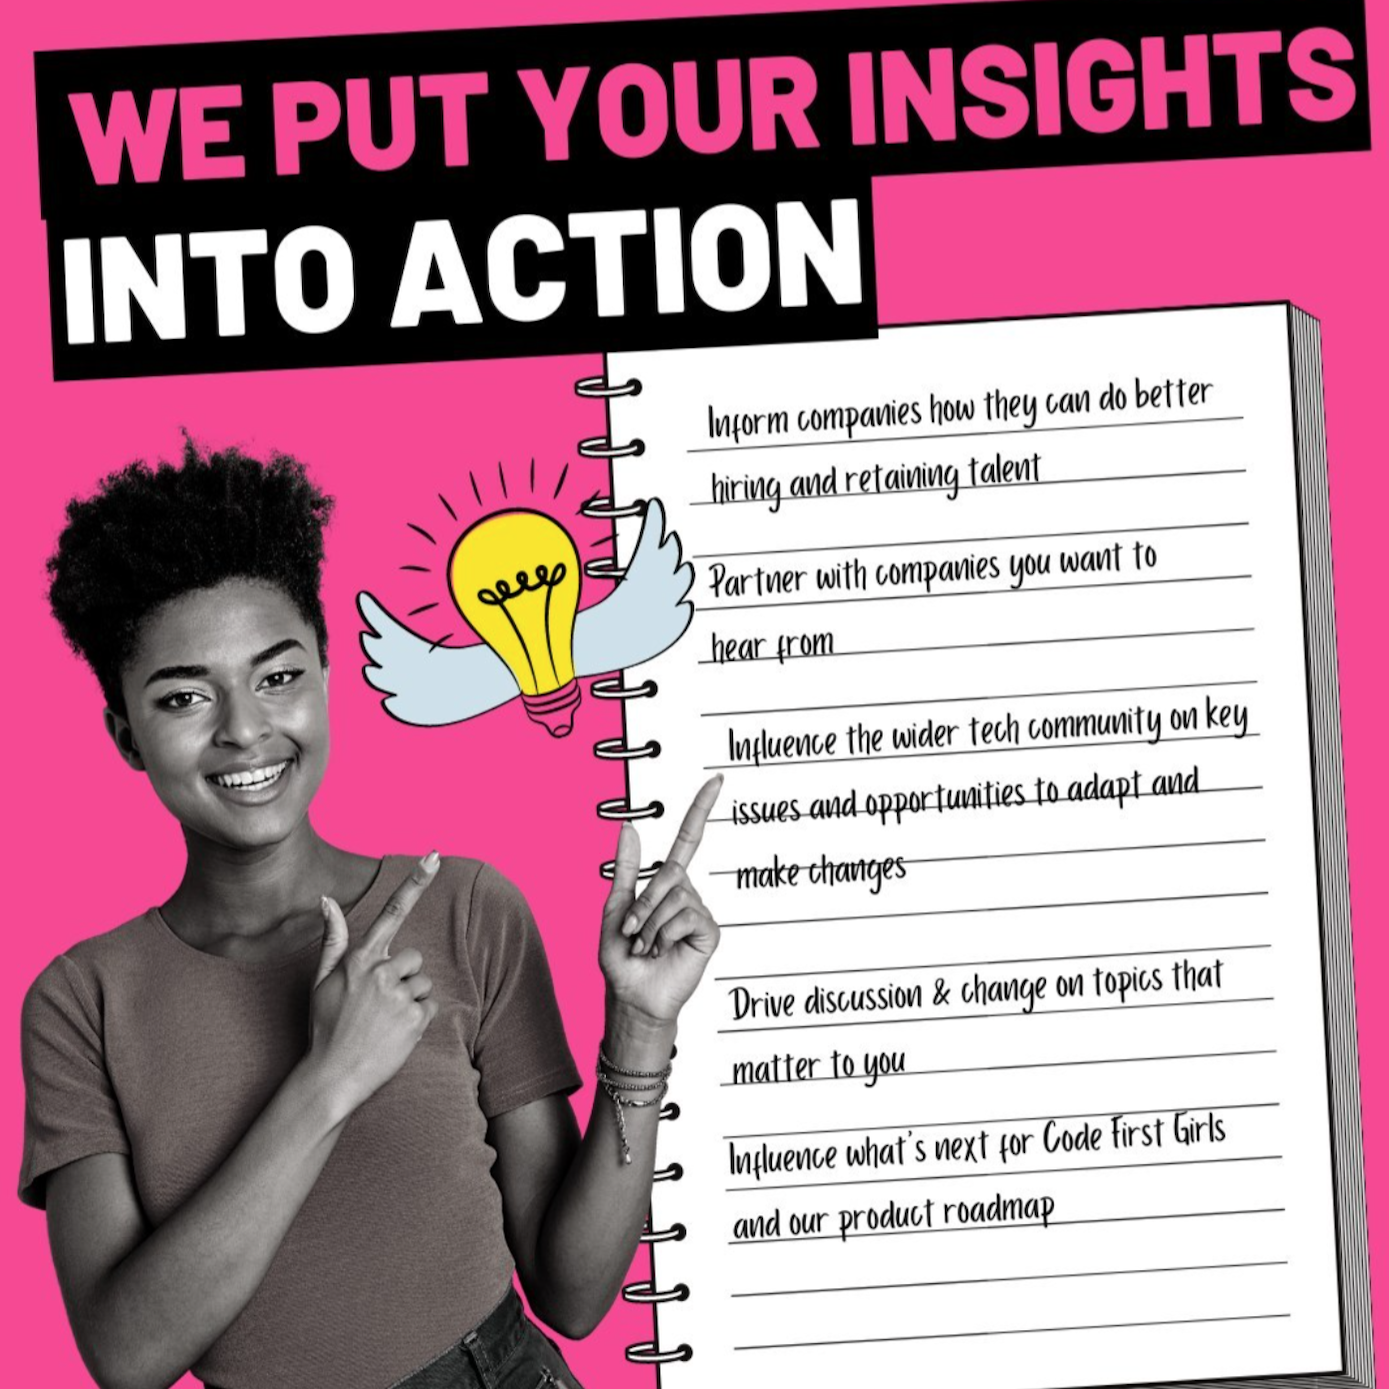 WE PUT YOUR INSIGHTS
INTO ACTION
Inform companies how they can do better
hiring and retaining talent
Partner with companies you want to
hear from
Influence the wider tech community on key
issues and opportunities to adapt and
make changes
Drive discussion & change on topics that
matter to you
Influence what's next for Code First Girls
and our product roadmap